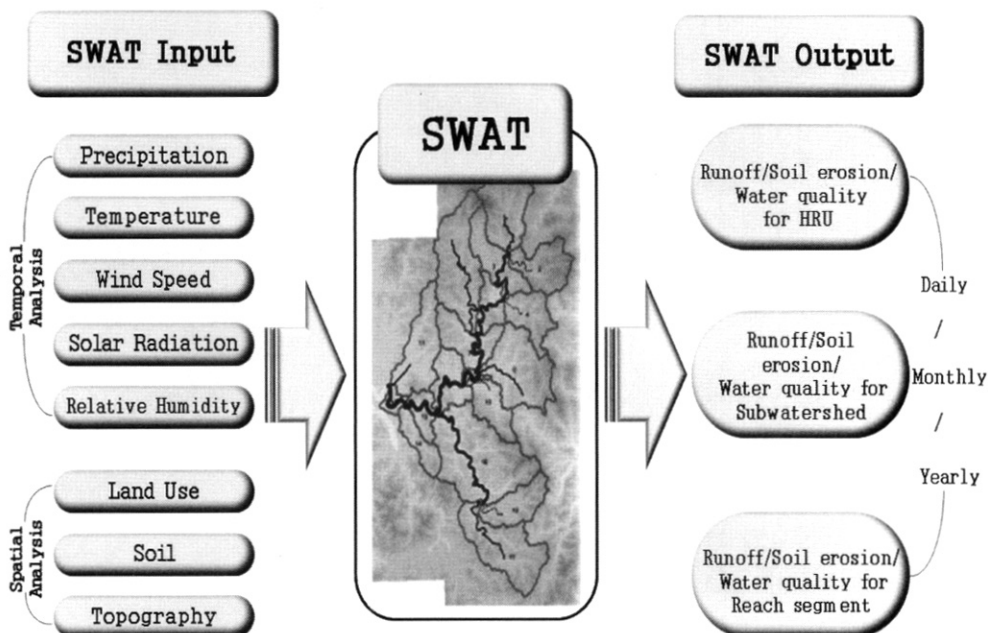 SWAT Input
Temporal
Analysis
Precipitation
Temperature
Wind Speed
Solar Radiation
Relative Humidity
Spatial
Analysis
Land Use
Soil
Topography
SWAT
SWAT Output
Runoff/Soil erosion/
Water quality
for HRU
Runoff/Soil
erosion/
Water quality for
Subwatershed
Runoff/Soil erosion/
Water quality for
Reach segment
Daily
/
Monthly
/
Yearly